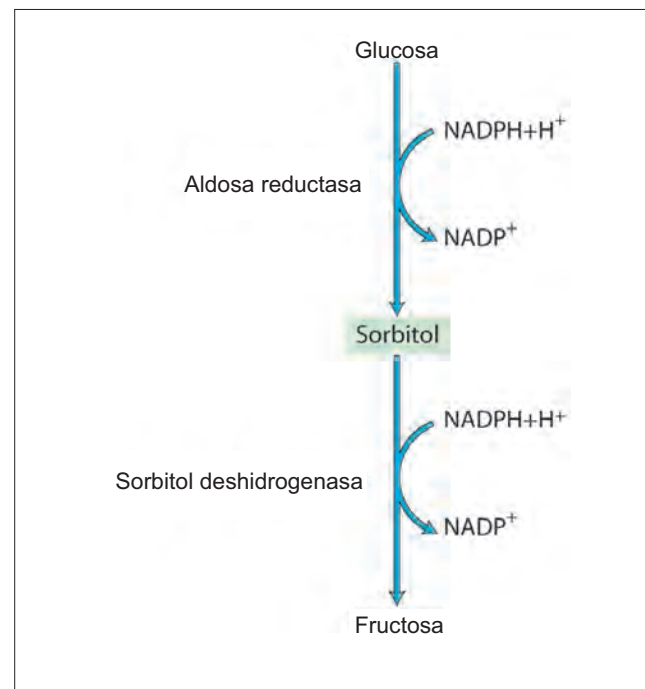 Glucosa
NADPH+H⁺
Aldosa reductasa
NADP⁺
Sorbitol
NADPH+H⁺
Sorbitol deshidrogenasa
NADP⁺
Fructosa